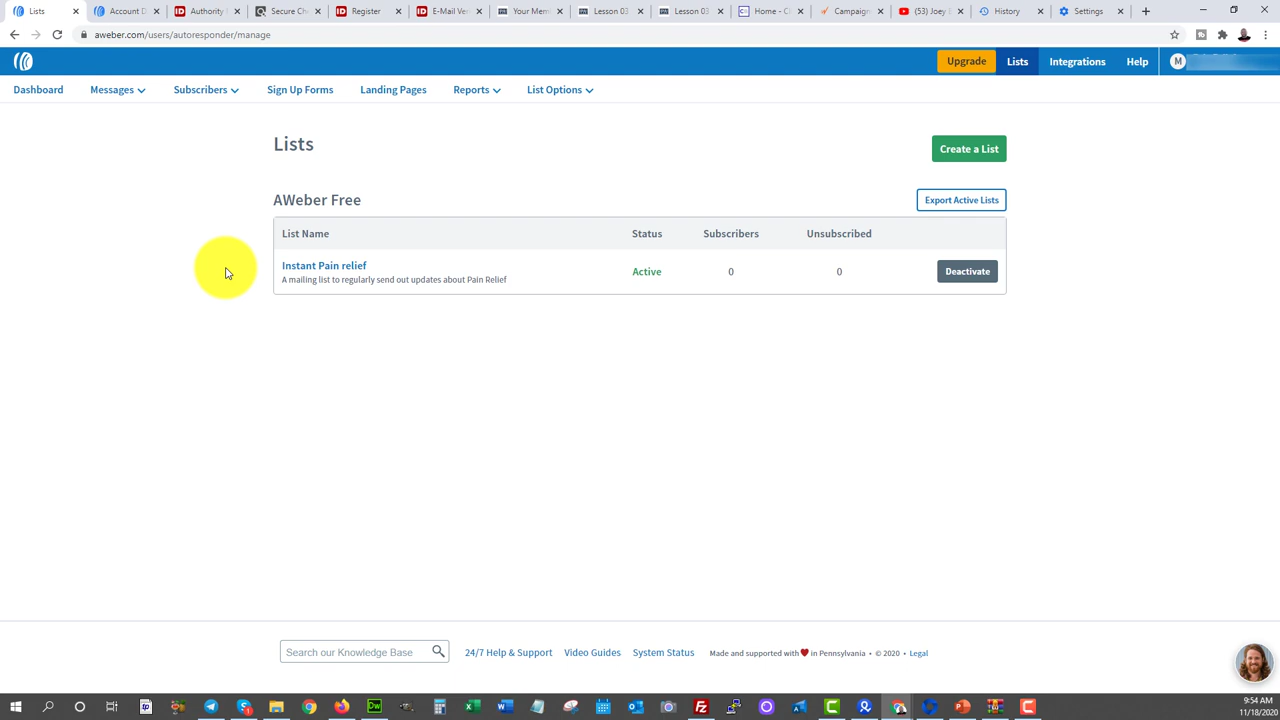 Lists
Account D
Authority
Secure Che
Register
E-Mail Ver
Your Mem
Lesson 03
Lesson 03
Home - Cl
Campaign
(53) Joey B
History
Settings
aweber.com/users/autoresponder/manage
Upgrade
Lists
Integrations
Help
M
Dashboard
Messages
Subscribers
Sign Up Forms
Landing Pages
Reports
List Options
Lists
Create a List
AWeber Free
Export Active Lists
List Name Status Subscribers Unsubscribed
Instant Pain relief
A mailing list to regularly send out updates about Pain Relief
Active 0 0 Deactivate
Search our Knowledge Base
24/7 Help & Support
Video Guides
System Status
Made and supported with ❤ in Pennsylvania • © 2020 • Legal
9:54 AM
11/18/2020